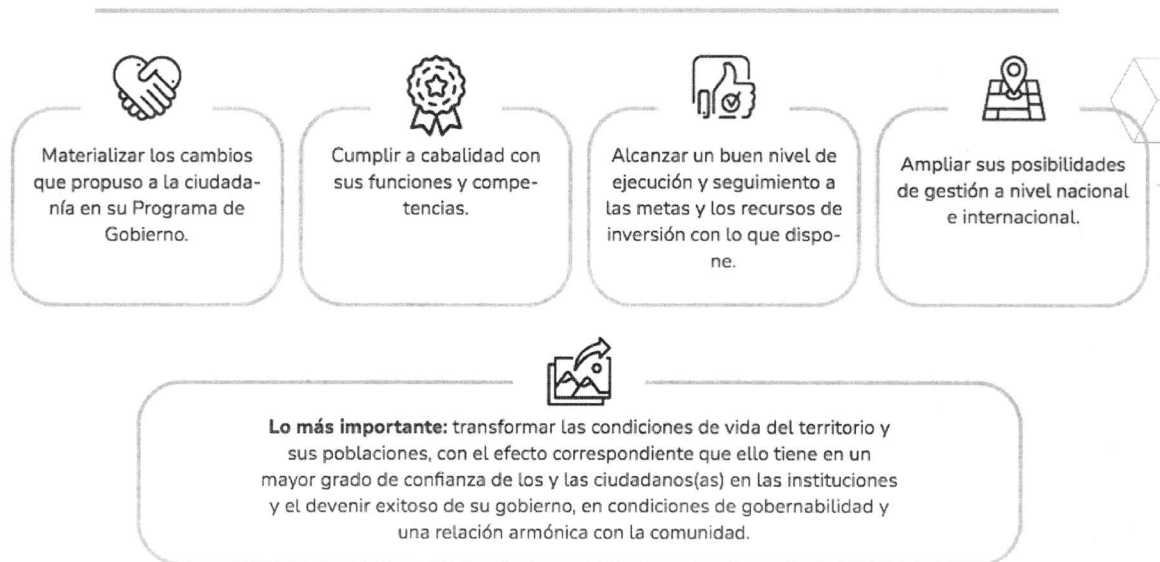 Materializar los cambios
que propuso a la ciudada-
nía en su Programa de
Gobierno.
Cumplir a cabalidad con
sus funciones y compe-
tencias.
Alcanzar un buen nivel de
ejecución y seguimiento a
las metas y los recursos de
inversión con lo que dispo-
ne.
Ampliar sus posibilidades
de gestión a nivel nacional
e internacional.
Lo más importante: transformar las condiciones de vida del territorio y
sus poblaciones, con el efecto correspondiente que ello tiene en un
mayor grado de confianza de los y las ciudadanos(as) en las instituciones
y el devenir exitoso de su gobierno, en condiciones de gobernabilidad y
una relación armónica con la comunidad.